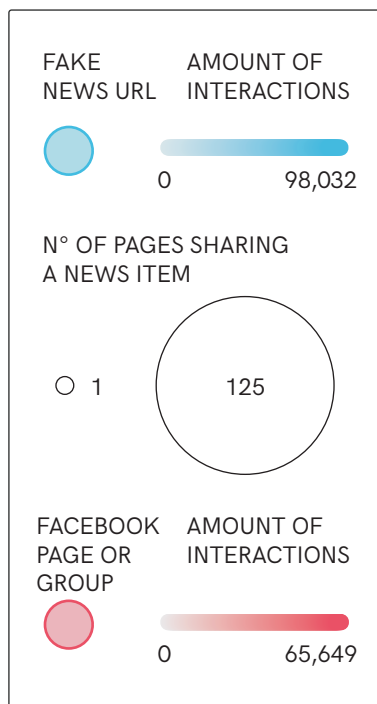 FAKE
NEWS URL
AMOUNT OF
INTERACTIONS
0
98,032
N° OF PAGES SHARING
A NEWS ITEM
1
125
FACEBOOK
PAGE OR
GROUP
AMOUNT OF
INTERACTIONS
0
65,649